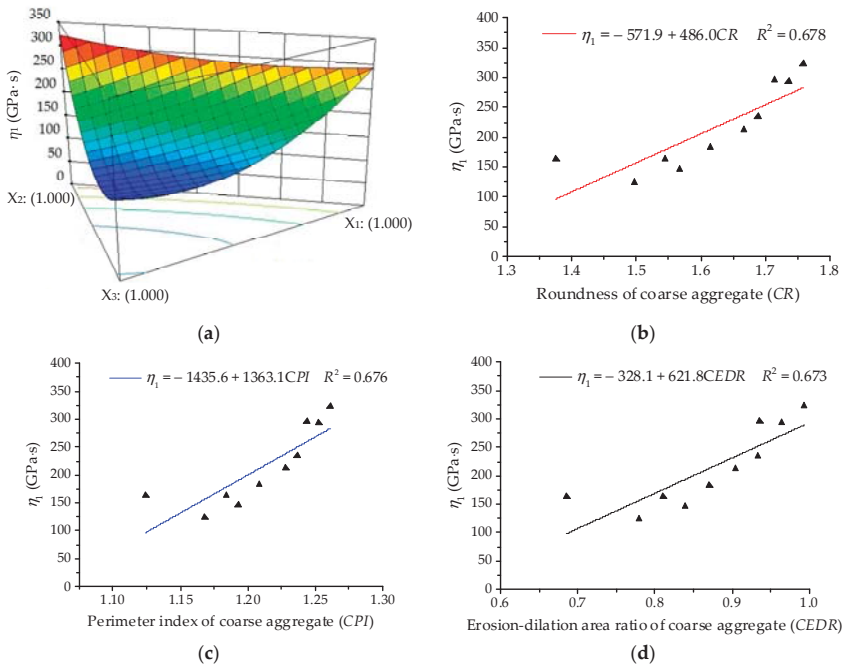 350
300
250
200
150
100
50
0
η1 (GPa·s)
X2: (1.000)
X1: (1.000)
X3: (1.000)
(a)
400
350
300
250
200
150
100
50
0
η1 (GPa·s)
η1 = − 571.9 + 486.0CR R² = 0.678
1.3 1.4 1.5 1.6 1.7 1.8
Roundness of coarse aggregate (CR)
(b)
400
350
300
250
200
150
100
50
0
η1 (GPa·s)
η1 = − 1435.6 + 1363.1CPI R² = 0.676
1.10 1.15 1.20 1.25 1.30
Perimeter index of coarse aggregate (CPI)
(c)
400
350
300
250
200
150
100
50
0
η1 (GPa·s)
η1 = − 328.1 + 621.8CEDR R² = 0.673
0.6 0.7 0.8 0.9 1.0
Erosion-dilation area ratio of coarse aggregate (CEDR)
(d)